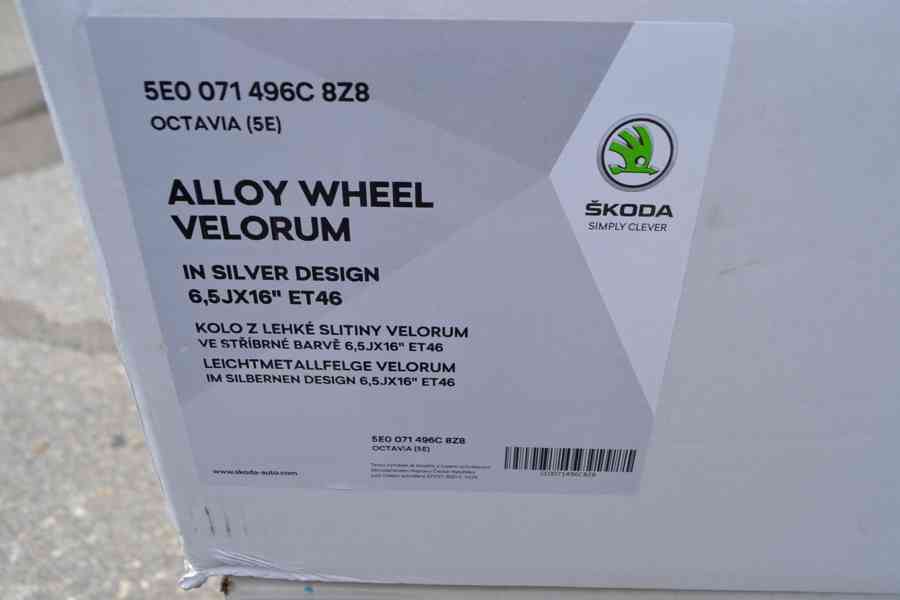 5E0 071 496C 8Z8
OCTAVIA (5E)
ALLOY WHEEL
VELORUM
IN SILVER DESIGN
6,5JX16" ET46
KOLO Z LEHKÉ SLITINY VELORUM
VE STŘÍBRNÉ BARVĚ 6,5JX16" ET46
LEICHTMETALLFELGE VELORUM
IM SILBERNEN DESIGN 6,5JX16" ET46
ŠKODA
SIMPLY CLEVER
5E0 071 496C 8Z8
OCTAVIA (5E)
www.skoda-auto.com
5E0071496C8Z8